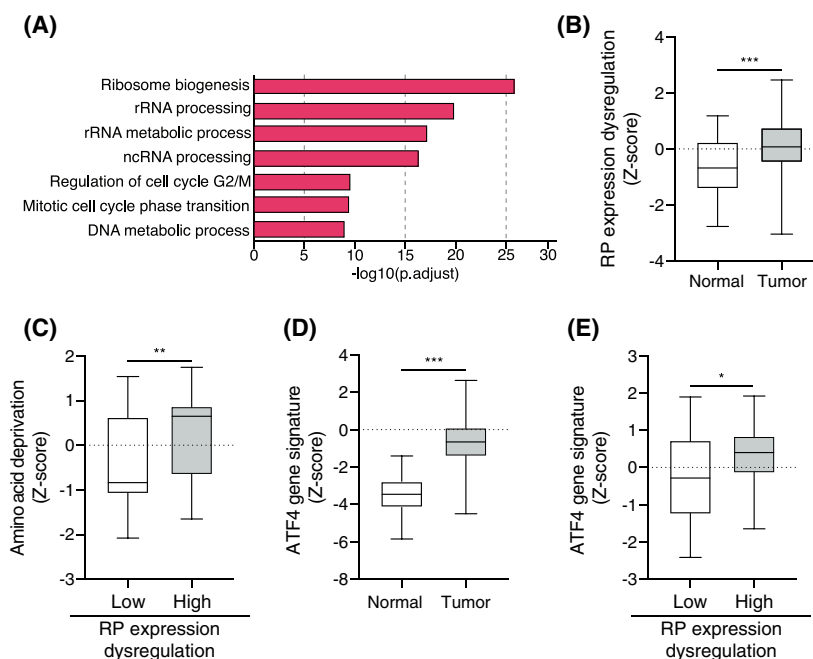 (A)
Ribosome biogenesis
rRNA processing
rRNA metabolic process
ncRNA processing
Regulation of cell cycle G2/M
Mitotic cell cycle phase transition
DNA metabolic process
0 5 10 15 20 25 30
-log10(p.adjust)
(B)
RP expression dysregulation
(Z-score)
4
2
0
-2
-4
***
Normal Tumor
(C)
Amino acid deprivation
(Z-score)
2
1
0
-1
-2
-3
**
Low High
RP expression
dysregulation
(D)
ATF4 gene signature
(Z-score)
4
2
0
-2
-4
-6
-8
***
Normal Tumor
(E)
ATF4 gene signature
(Z-score)
3
2
1
0
-1
-2
-3
*
Low High
RP expression
dysregulation